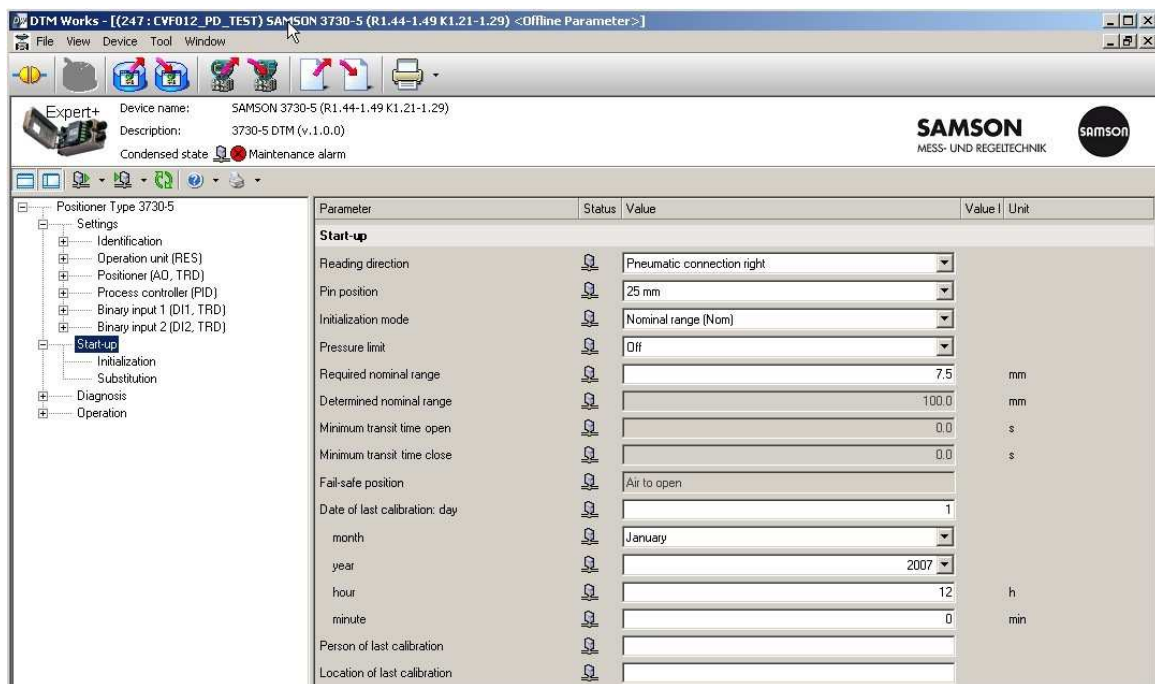 DTM Works - [(247 : CVF012_PD_TEST) SAMSON 3730-5 (R1.44-1.49 K1.21-1.29) <Offline Parameter>]
File View Device Tool Window
Expert+
Device name: SAMSON 3730-5 (R1.44-1.49 K1.21-1.29)
Description: 3730-5 DTM (v.1.0.0)
Condensed state Maintenance alarm
SAMSON
MESS- UND REGELTECHNIK
samson
Positioner Type 3730-5
Settings
Identification
Operation unit (RES)
Positioner (AO, TRD)
Process controller (PID)
Binary input 1 (DI1, TRD)
Binary input 2 (DI2, TRD)
Start-up
Initialization
Substitution
Diagnosis
Operation
Parameter Status Value Value I Unit
Start-up
Reading direction Pneumatic connection right
Pin position 25 mm
Initialization mode Nominal range (Nom)
Pressure limit Off
Required nominal range 7.5 mm
Determined nominal range 100.0 mm
Minimum transit time open 0.0 s
Minimum transit time close 0.0 s
Fail-safe position Air to open
Date of last calibration: day 1
month January
year 2007
hour 12 h
minute 0 min
Person of last calibration
Location of last calibration